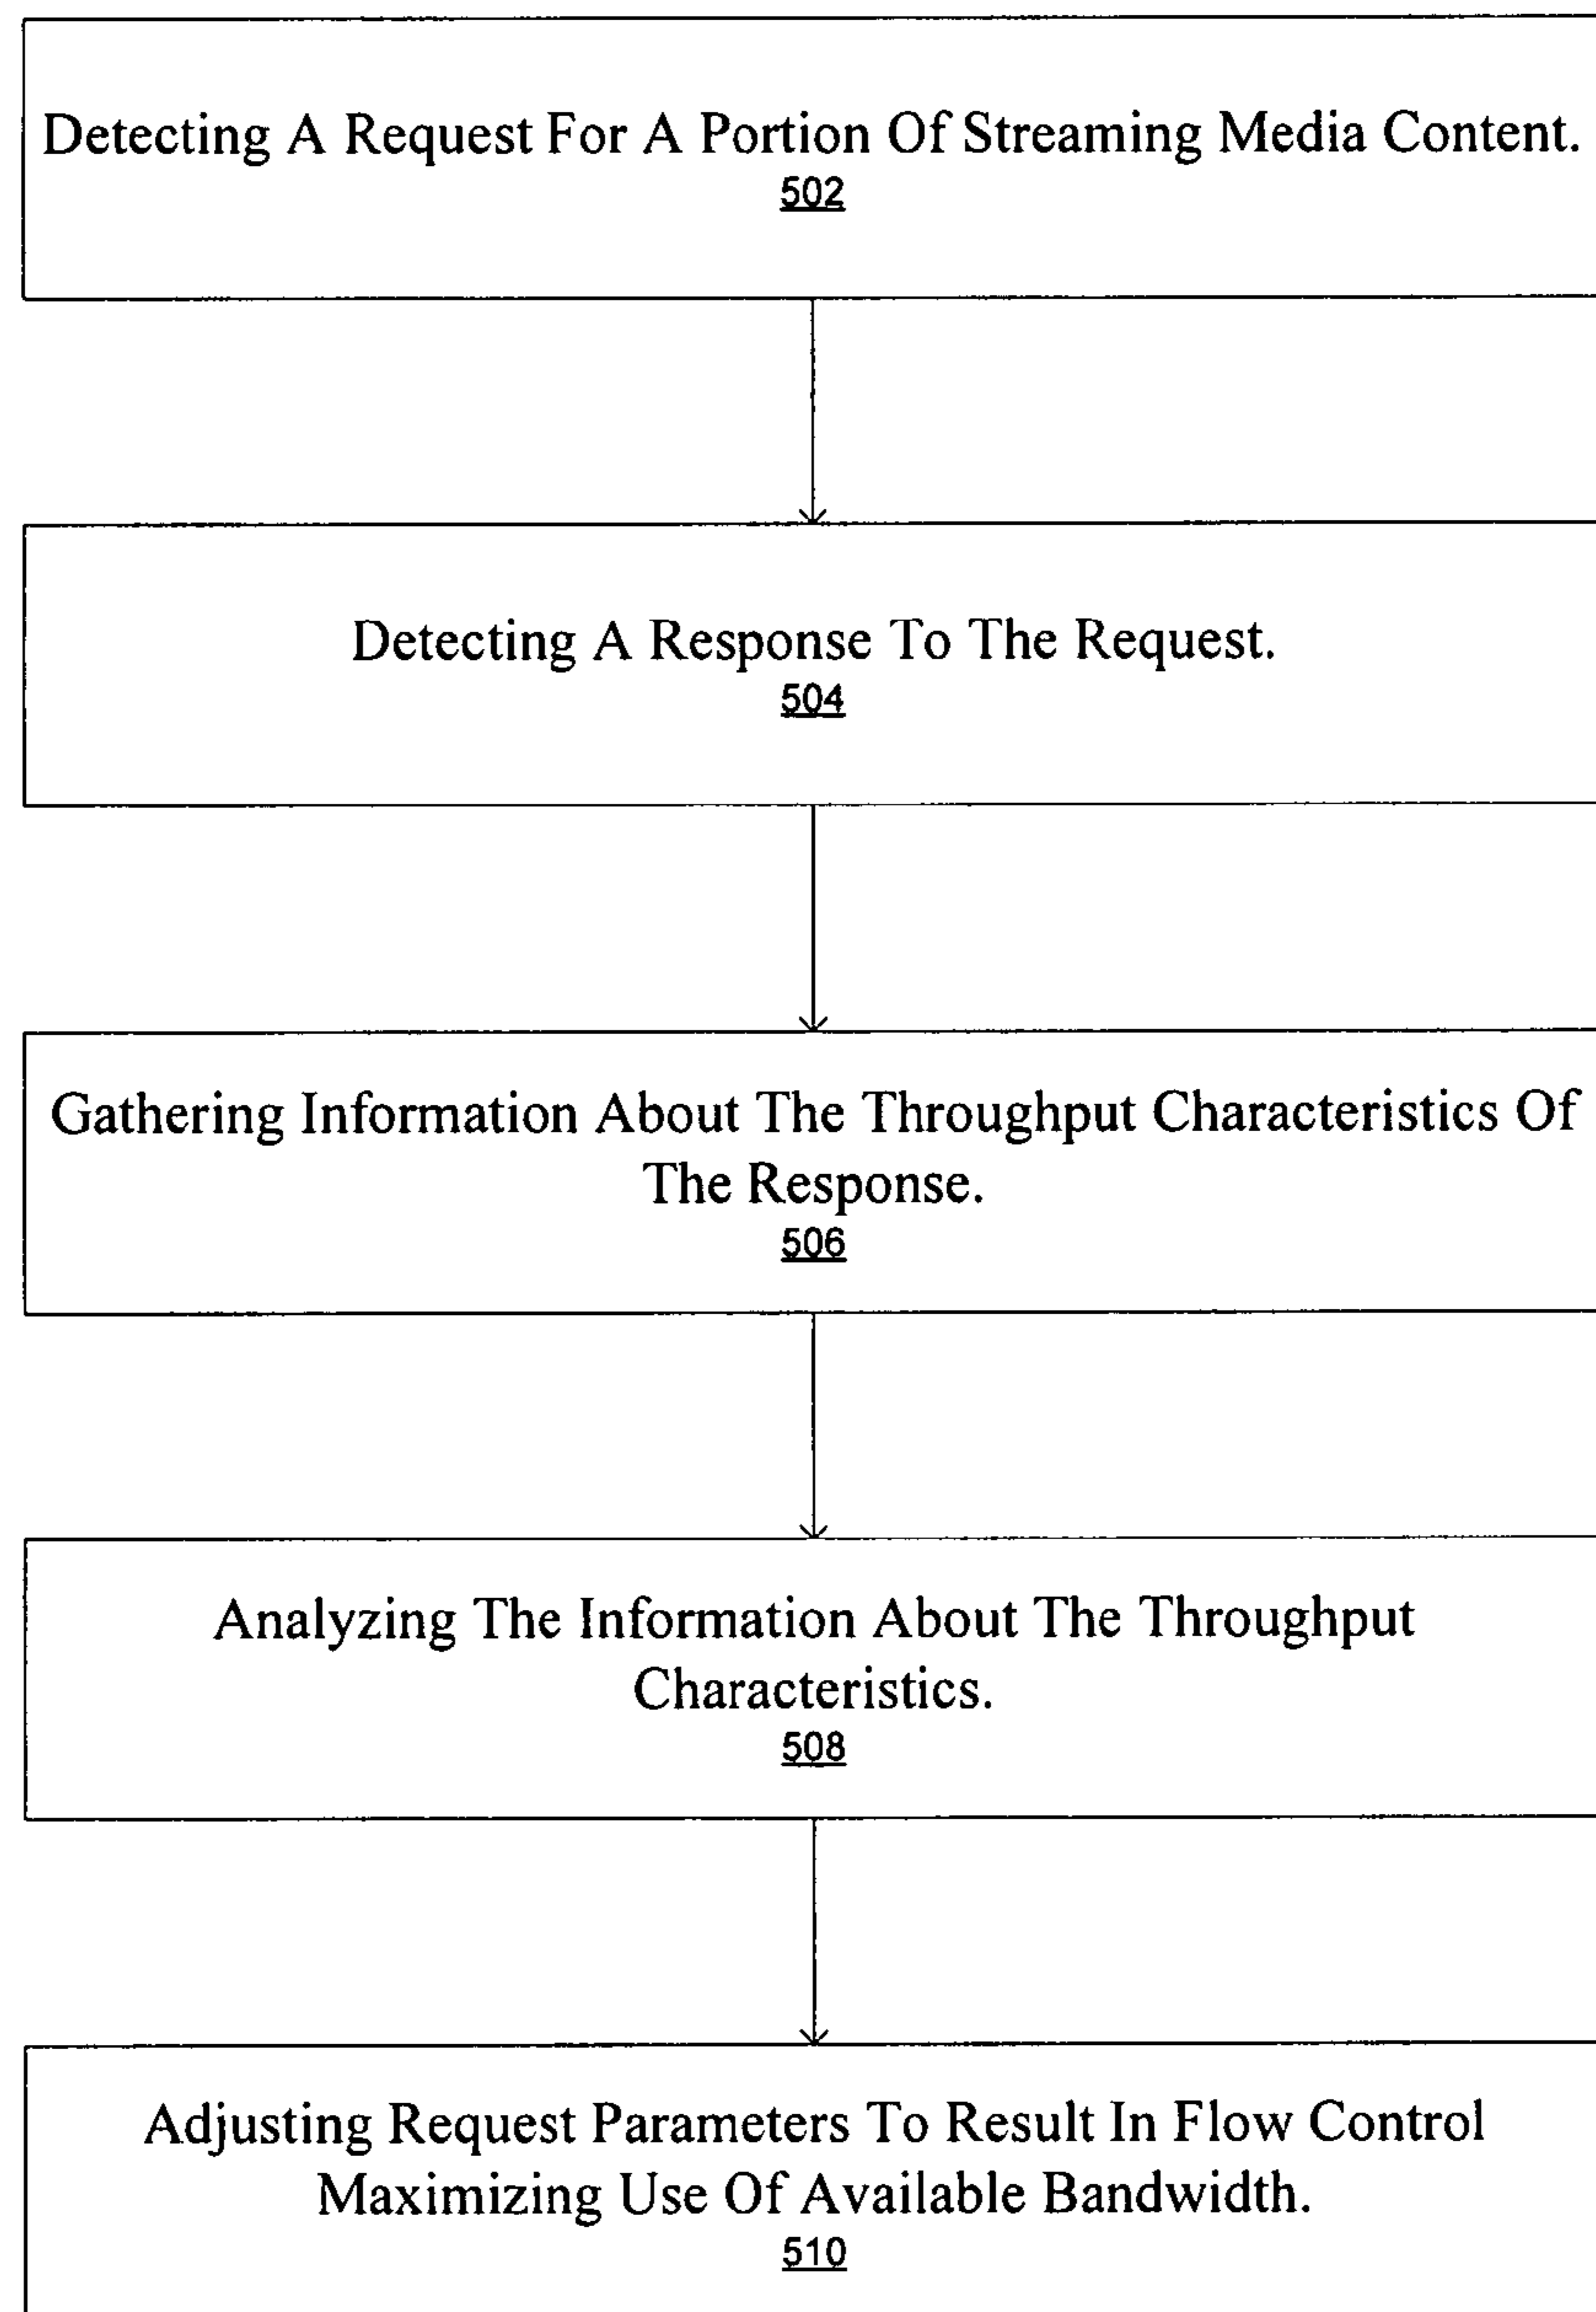 Detecting A Request For A Portion Of Streaming Media Content.
502
Detecting A Response To The Request.
504
Gathering Information About The Throughput Characteristics Of
The Response.
506
Analyzing The Information About The Throughput
Characteristics.
508
Adjusting Request Parameters To Result In Flow Control
Maximizing Use Of Available Bandwidth.
510